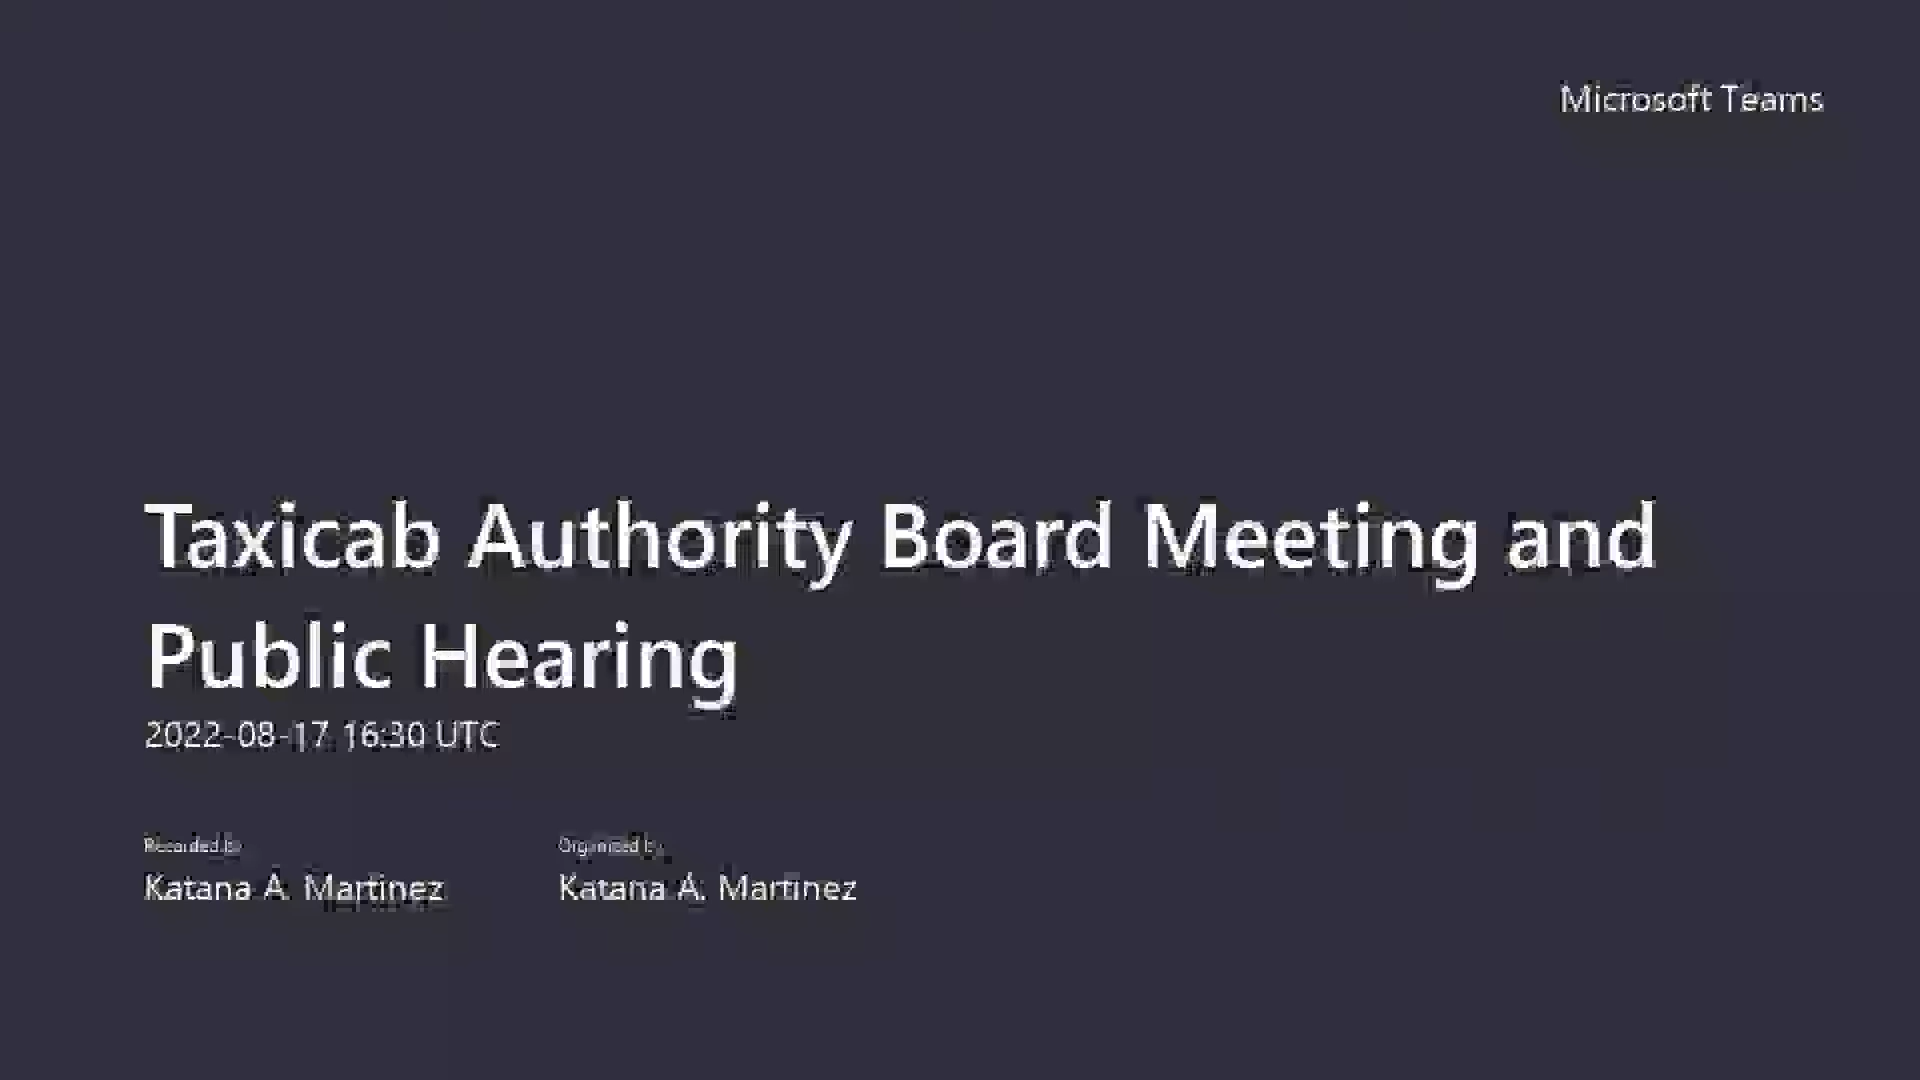 Microsoft Teams
Taxicab Authority Board Meeting and
Public Hearing
2022-08-17 16:30 UTC
Recorded by
Organized by
Katana A. Martinez
Katana A. Martinez